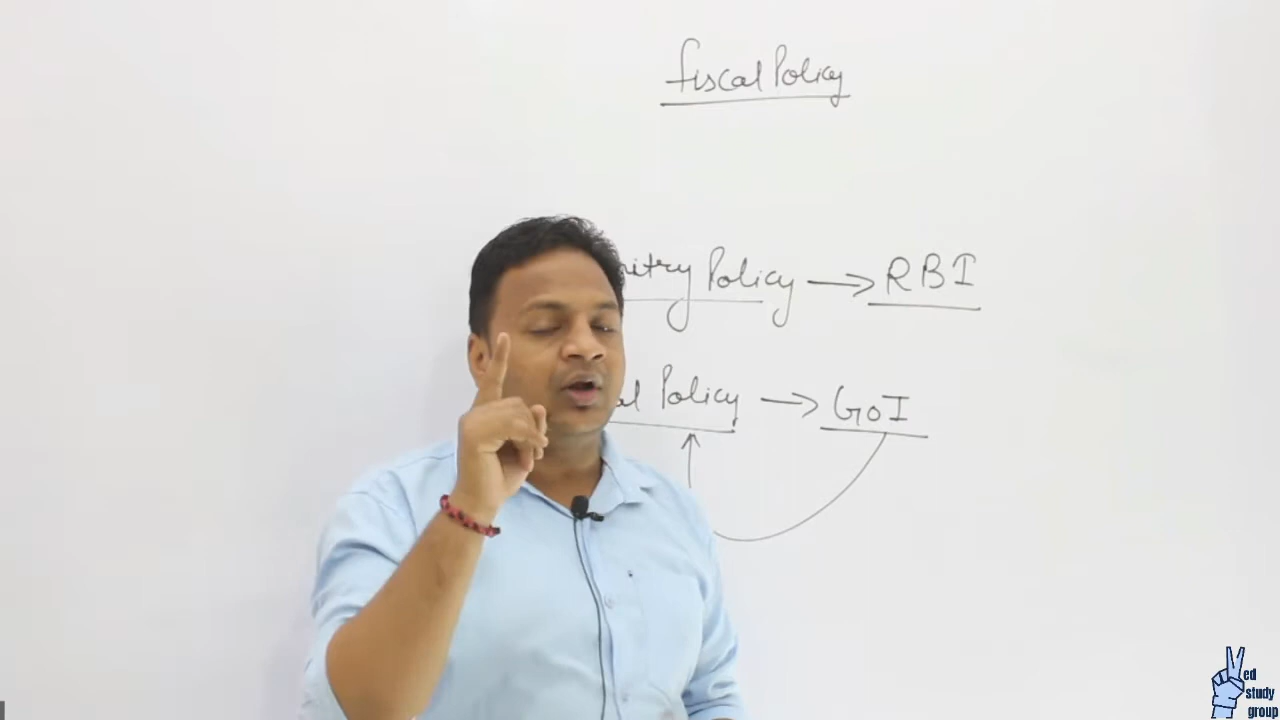 fiscal Policy
Policy → RBI
Policy → GoI
ed
study
group